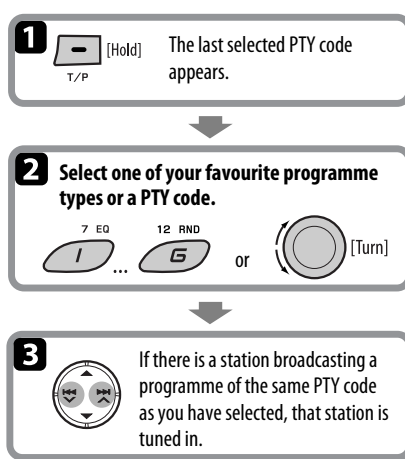 1
[Hold]
T/P
The last selected PTY code
appears.
2
Select one of your favourite programme
types or a PTY code.
7 EQ
12 RND
1
...
6
or
[Turn]
3
If there is a station broadcasting a
programme of the same PTY code
as you have selected, that station is
tuned in.